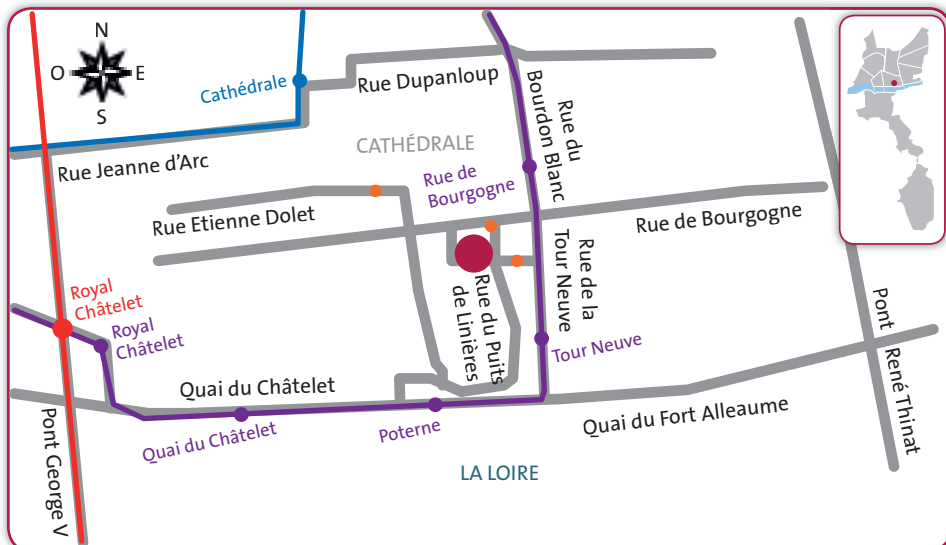 N
O
E
S
Cathédrale
Rue Dupanloup
Rue du
Bourdon Blanc
Rue Jeanne d’Arc
CATHÉDRALE
Rue de
Bourgogne
Rue Etienne Dolet
Rue de Bourgogne
Rue de la
Tour Neuve
Rue du Puits
de Linières
Royal
Châtelet
Royal
Châtelet
Tour Neuve
Pont René Thinat
Quai du Châtelet
Quai du Châtelet
Poterne
Quai du Fort Alleaume
Pont George V
LA LOIRE